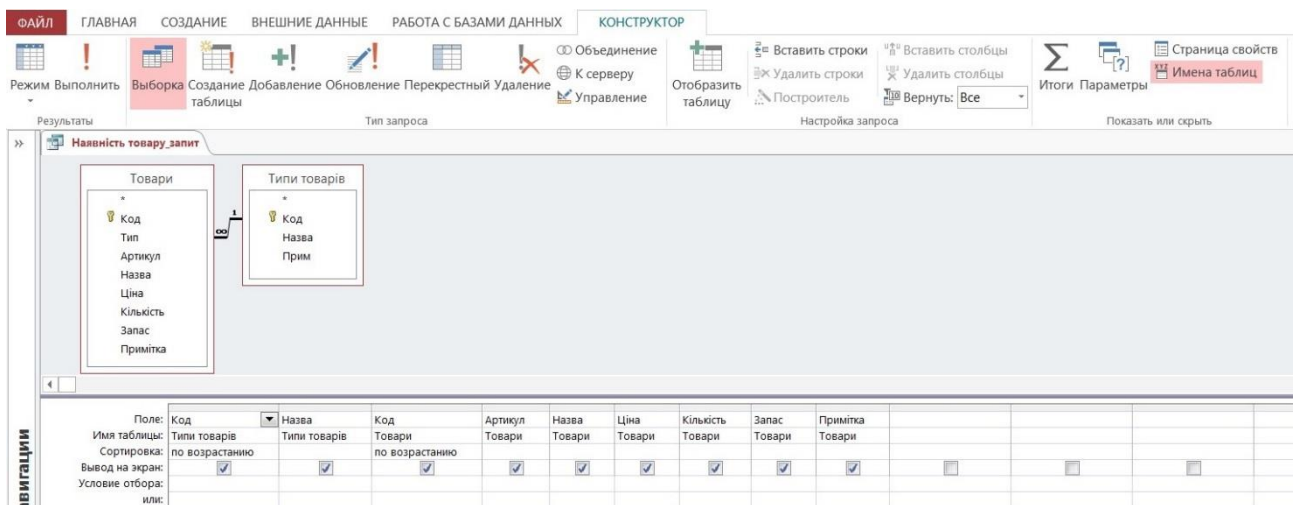 ФАЙЛ ГЛАВНАЯ СОЗДАНИЕ ВНЕШНИЕ ДАННЫЕ РАБОТА С БАЗАМИ ДАННЫХ КОНСТРУКТОР
Режим Выполнить Выборка Создание таблицы Добавление Обновление Перекрестный Удаление
Объединение
К серверу
Управление
Отобразить таблицу
Вставить строки
Удалить строки
Построитель
Вставить столбцы
Удалить столбцы
Вернуть: Все
Итоги Параметры
Страница свойств
Имена таблиц
Результаты Тип запроса Настройка запроса Показать или скрыть
Наявність товару_запит
Товари
*
Код
Тип
Артикул
Назва
Ціна
Кількість
Запас
Примітка
∞ 1
Типи товарів
*
Код
Назва
Прим
Поле: Код Назва Код Артикул Назва Ціна Кількість Запас Примітка
Имя таблицы: Типи товарів Типи товарів Товари Товари Товари Товари Товари Товари Товари
Сортировка: по возрастанию по возрастанию
Вывод на экран:
Условие отбора:
или: